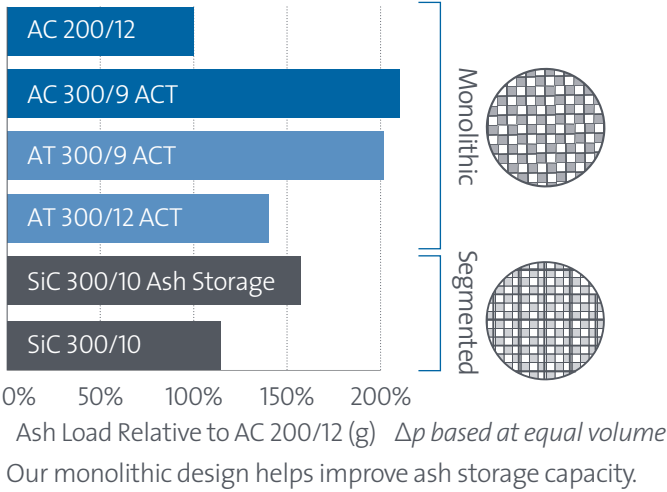 AC 200/12
AC 300/9 ACT
AT 300/9 ACT
AT 300/12 ACT
SiC 300/10 Ash Storage
SiC 300/10
Monolithic
Segmented
0% 50% 100% 150% 200%
Ash Load Relative to AC 200/12 (g) Δp based at equal volume
Our monolithic design helps improve ash storage capacity.